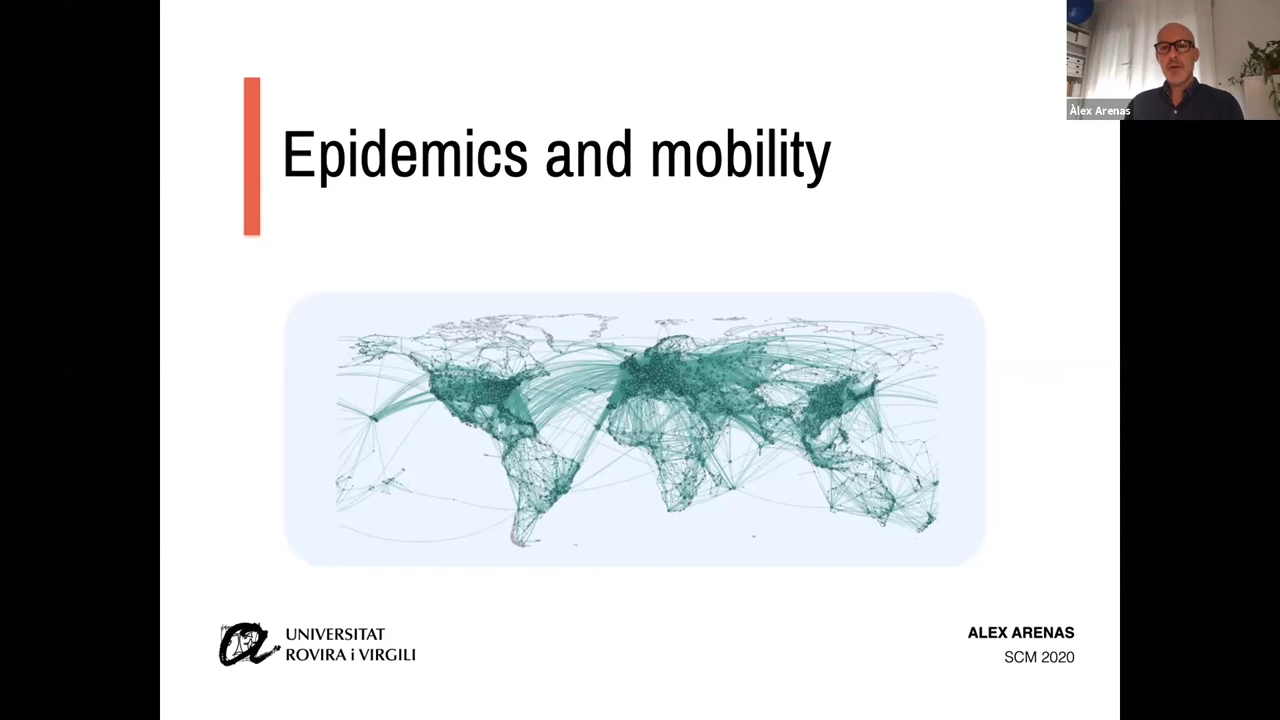 Epidemics and mobility
Àlex Arenas
UNIVERSITAT
ROVIRA i VIRGILI
ALEX ARENAS
SCM 2020